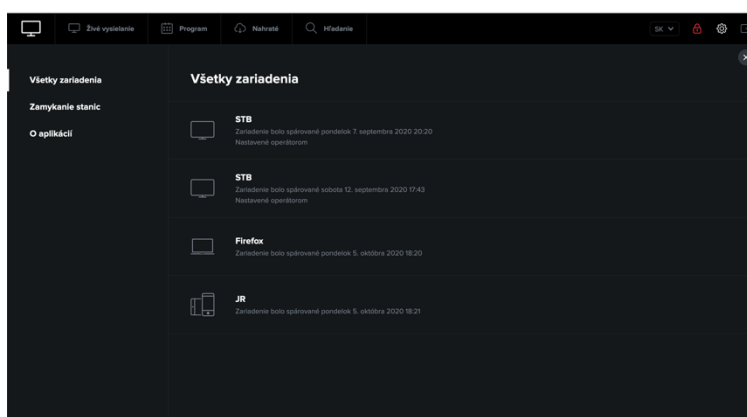 Živé vysielanie
Program
Nahraté
Hľadanie
SK
Všetky zariadenia
Zamykanie staníc
O aplikácií
Všetky zariadenia
STB
Zariadenie bolo spárované pondelok 7. septembra 2020 20:20
Nastavené operátorom
STB
Zariadenie bolo spárované sobota 12. septembra 2020 17:43
Nastavené operátorom
Firefox
Zariadenie bolo spárované pondelok 5. októbra 2020 18:20
JR
Zariadenie bolo spárované pondelok 5. októbra 2020 18:21